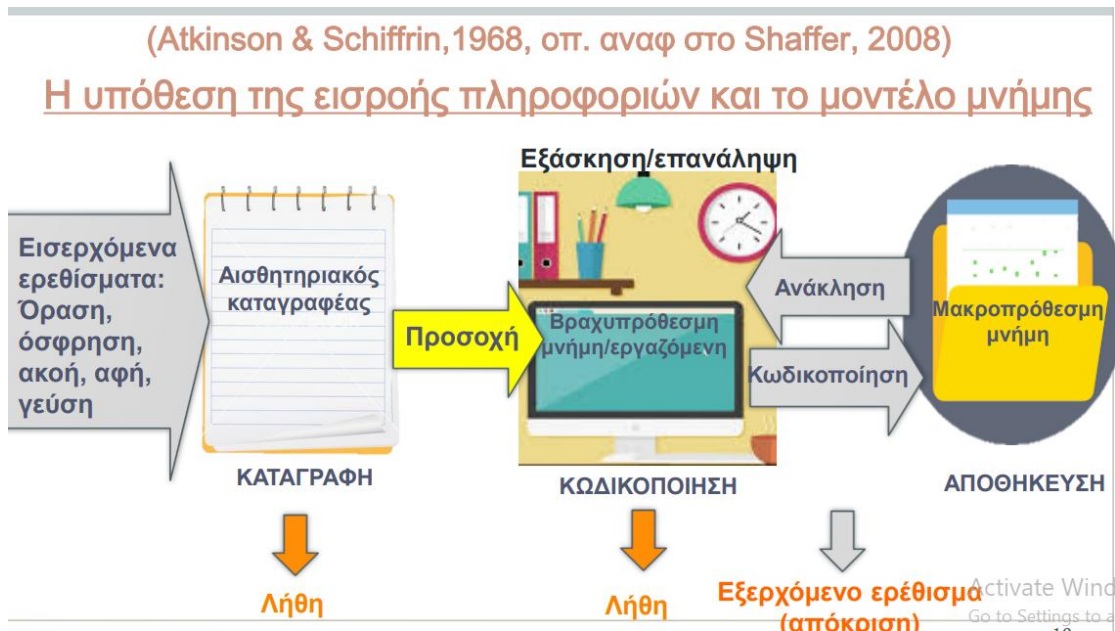 (Atkinson & Schiffrin,1968, οπ. αναφ στο Shaffer, 2008)
Η υπόθεση της εισροής πληροφοριών και το μοντέλο μνήμης
Εισερχόμενα
ερεθίσματα:
Όραση,
όσφρηση,
ακοή, αφή,
γεύση
Αισθητηριακός
καταγραφέας
ΚΑΤΑΓΡΑΦΗ
Λήθη
Προσοχή
Εξάσκηση/επανάληψη
Βραχυπρόθεσμη
μνήμη/εργαζόμενη
ΚΩΔΙΚΟΠΟΙΗΣΗ
Λήθη
Ανάκληση
Κωδικοποίηση
Μακροπρόθεσμη
μνήμη
ΑΠΟΘΗΚΕΥΣΗ
Εξερχόμενο ερέθισμα
(απόκριση)
Activate Wind
Go to Settings to a